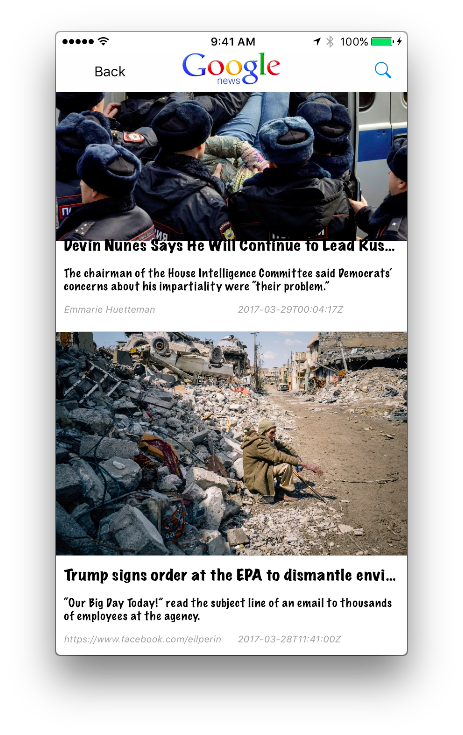 9:41 AM 100%
Back Google
news
Devin Nunes Says He Will Continue to Lead Rus...
The chairman of the House Intelligence Committee said Democrats'
concerns about his impartiality were "their problem."
Emmarie Huetteman 2017-03-29T00:04:17Z
Trump signs order at the EPA to dismantle envi...
"Our Big Day Today!" read the subject line of an email to thousands
of employees at the agency.
https://www.facebook.com/eilperin 2017-03-28T11:41:00Z